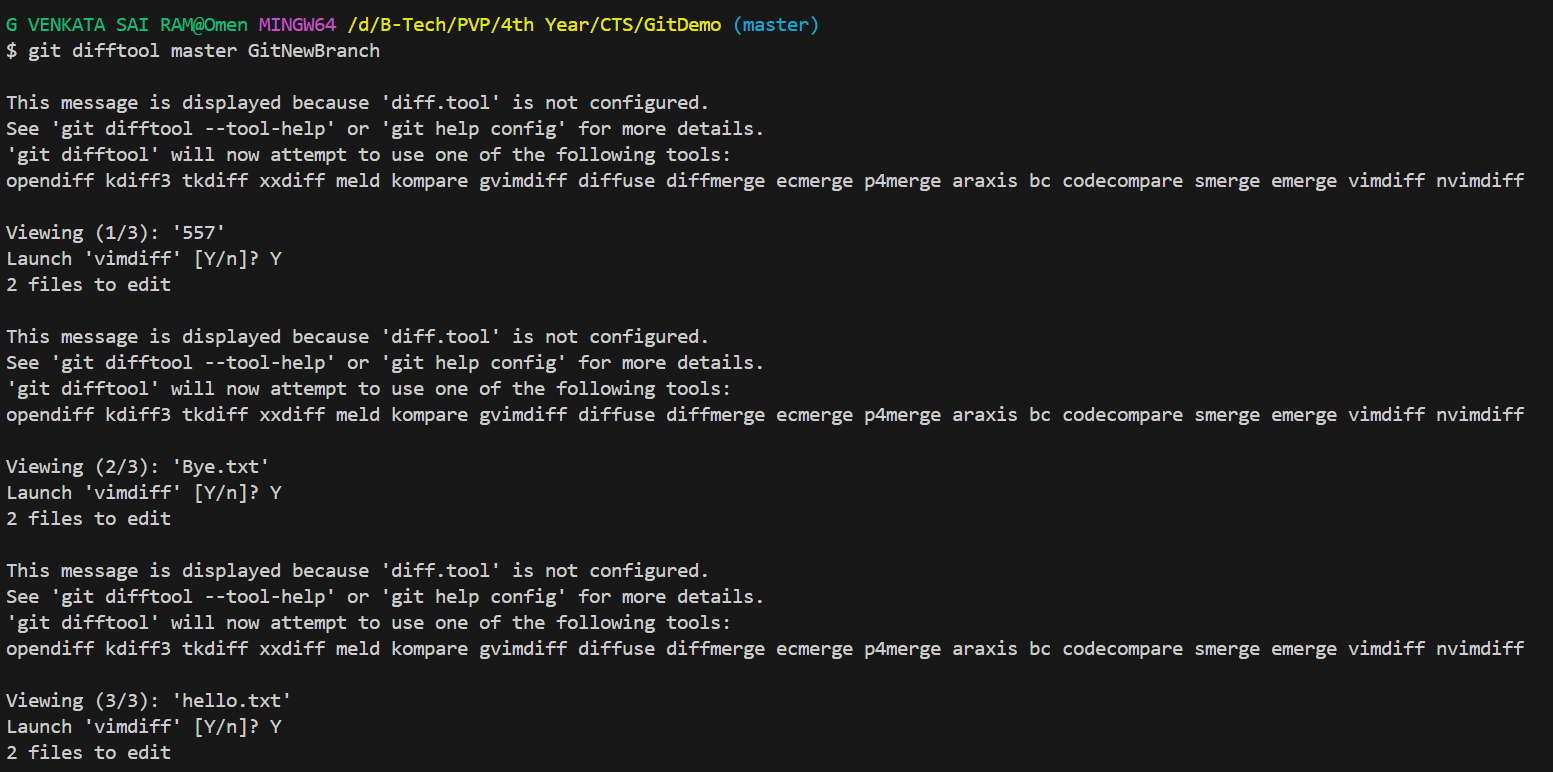 G VENKATA SAI RAM@Omen MINGW64 /d/B-Tech/PVP/4th Year/CTS/GitDemo (master)
$ git difftool master GitNewBranch

This message is displayed because 'diff.tool' is not configured.
See 'git difftool --tool-help' or 'git help config' for more details.
'git difftool' will now attempt to use one of the following tools:
opendiff kdiff3 tkdiff xxdiff meld kompare gvimdiff diffuse diffmerge ecmerge p4merge araxis bc codecompare smerge emerge vimdiff nvimdiff

Viewing (1/3): '557'
Launch 'vimdiff' [Y/n]? Y
2 files to edit

This message is displayed because 'diff.tool' is not configured.
See 'git difftool --tool-help' or 'git help config' for more details.
'git difftool' will now attempt to use one of the following tools:
opendiff kdiff3 tkdiff xxdiff meld kompare gvimdiff diffuse diffmerge ecmerge p4merge araxis bc codecompare smerge emerge vimdiff nvimdiff

Viewing (2/3): 'Bye.txt'
Launch 'vimdiff' [Y/n]? Y
2 files to edit

This message is displayed because 'diff.tool' is not configured.
See 'git difftool --tool-help' or 'git help config' for more details.
'git difftool' will now attempt to use one of the following tools:
opendiff kdiff3 tkdiff xxdiff meld kompare gvimdiff diffuse diffmerge ecmerge p4merge araxis bc codecompare smerge emerge vimdiff nvimdiff

Viewing (3/3): 'hello.txt'
Launch 'vimdiff' [Y/n]? Y
2 files to edit